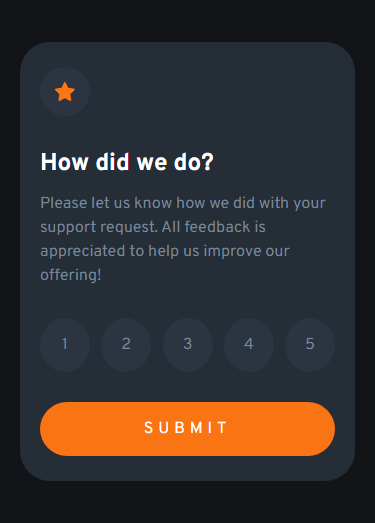 How did we do?
Please let us know how we did with your
support request. All feedback is
appreciated to help us improve our
offering!
1 2 3 4 5
SUBMIT